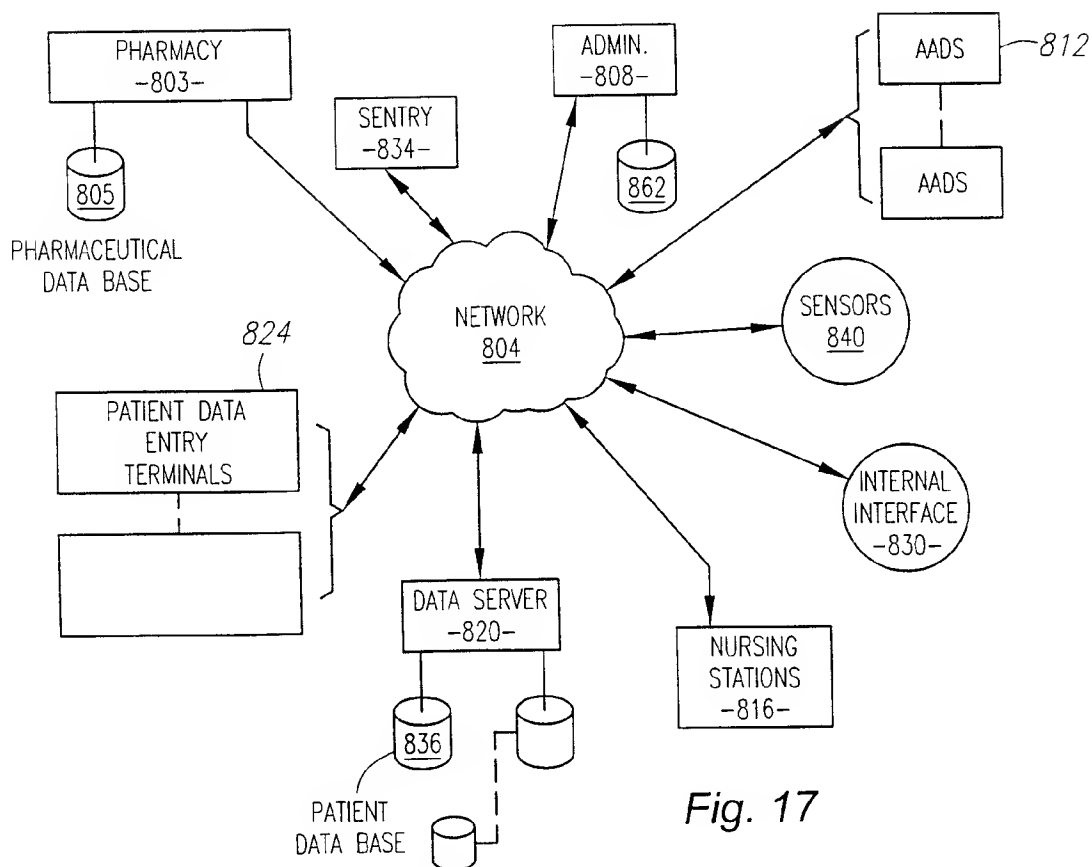 PHARMACY
-803-
805
PHARMACEUTICAL
DATA BASE
SENTRY
-834-
ADMIN.
-808-
862
AADS
812
AADS
NETWORK
804
SENSORS
840
824
PATIENT DATA
ENTRY
TERMINALS
INTERNAL
INTERFACE
-830-
DATA SERVER
-820-
836
PATIENT
DATA BASE
NURSING
STATIONS
-816-
Fig. 17